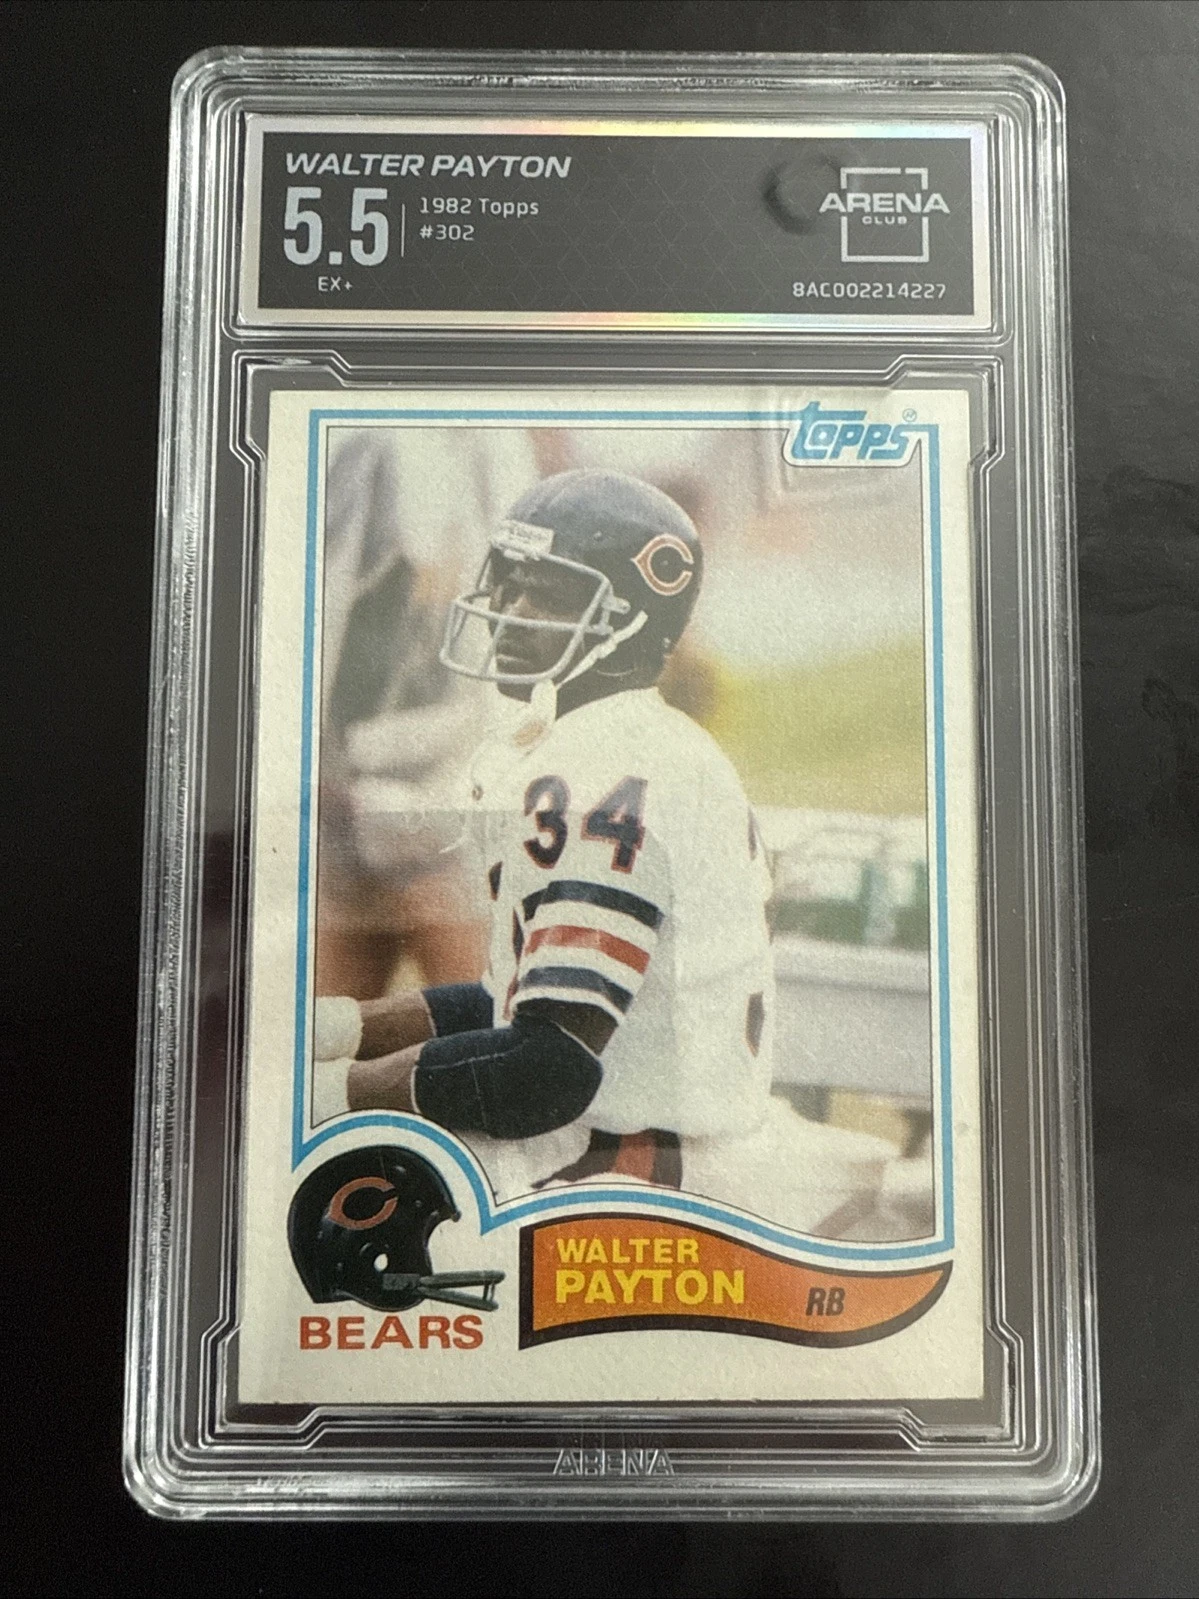 WALTER PAYTON
5.5
1982 Topps
#302
EX+
ARENA
CLUB
8AC002214227
topps
34
WALTER
PAYTON
RB
BEARS
ARENA